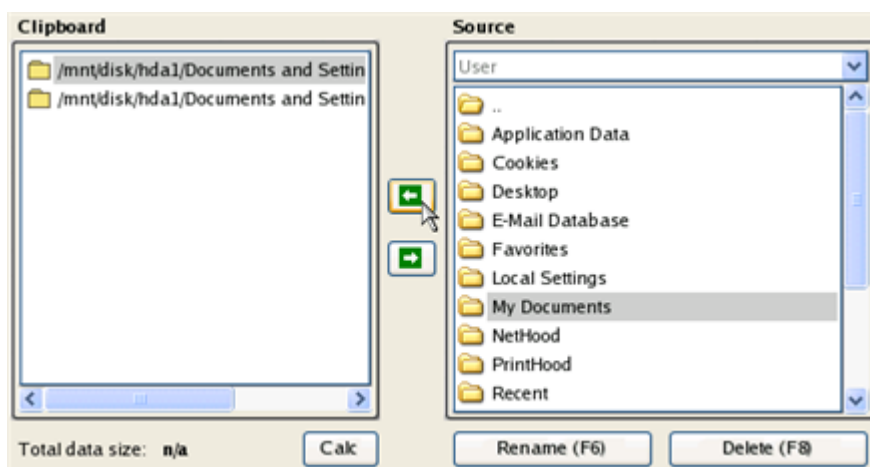 Clipboard
/mnt/disk/hda1/Documents and Settin
/mnt/disk/hda1/Documents and Settin
Total data size: n/a
Calc
Source
User
..
Application Data
Cookies
Desktop
E-Mail Database
Favorites
Local Settings
My Documents
NetHood
PrintHood
Recent
Rename (F6)
Delete (F8)